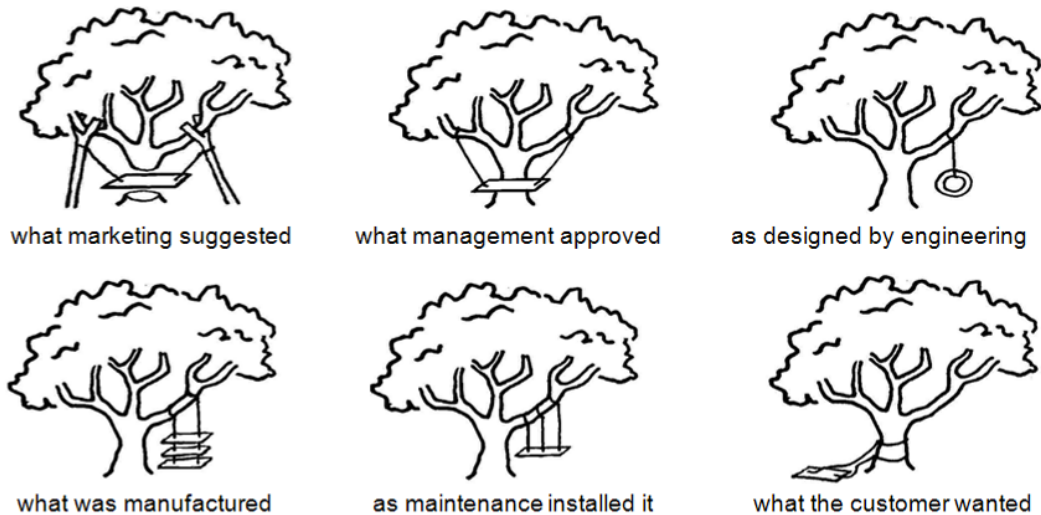 what marketing suggested
what management approved
as designed by engineering
what was manufactured
as maintenance installed it
what the customer wanted